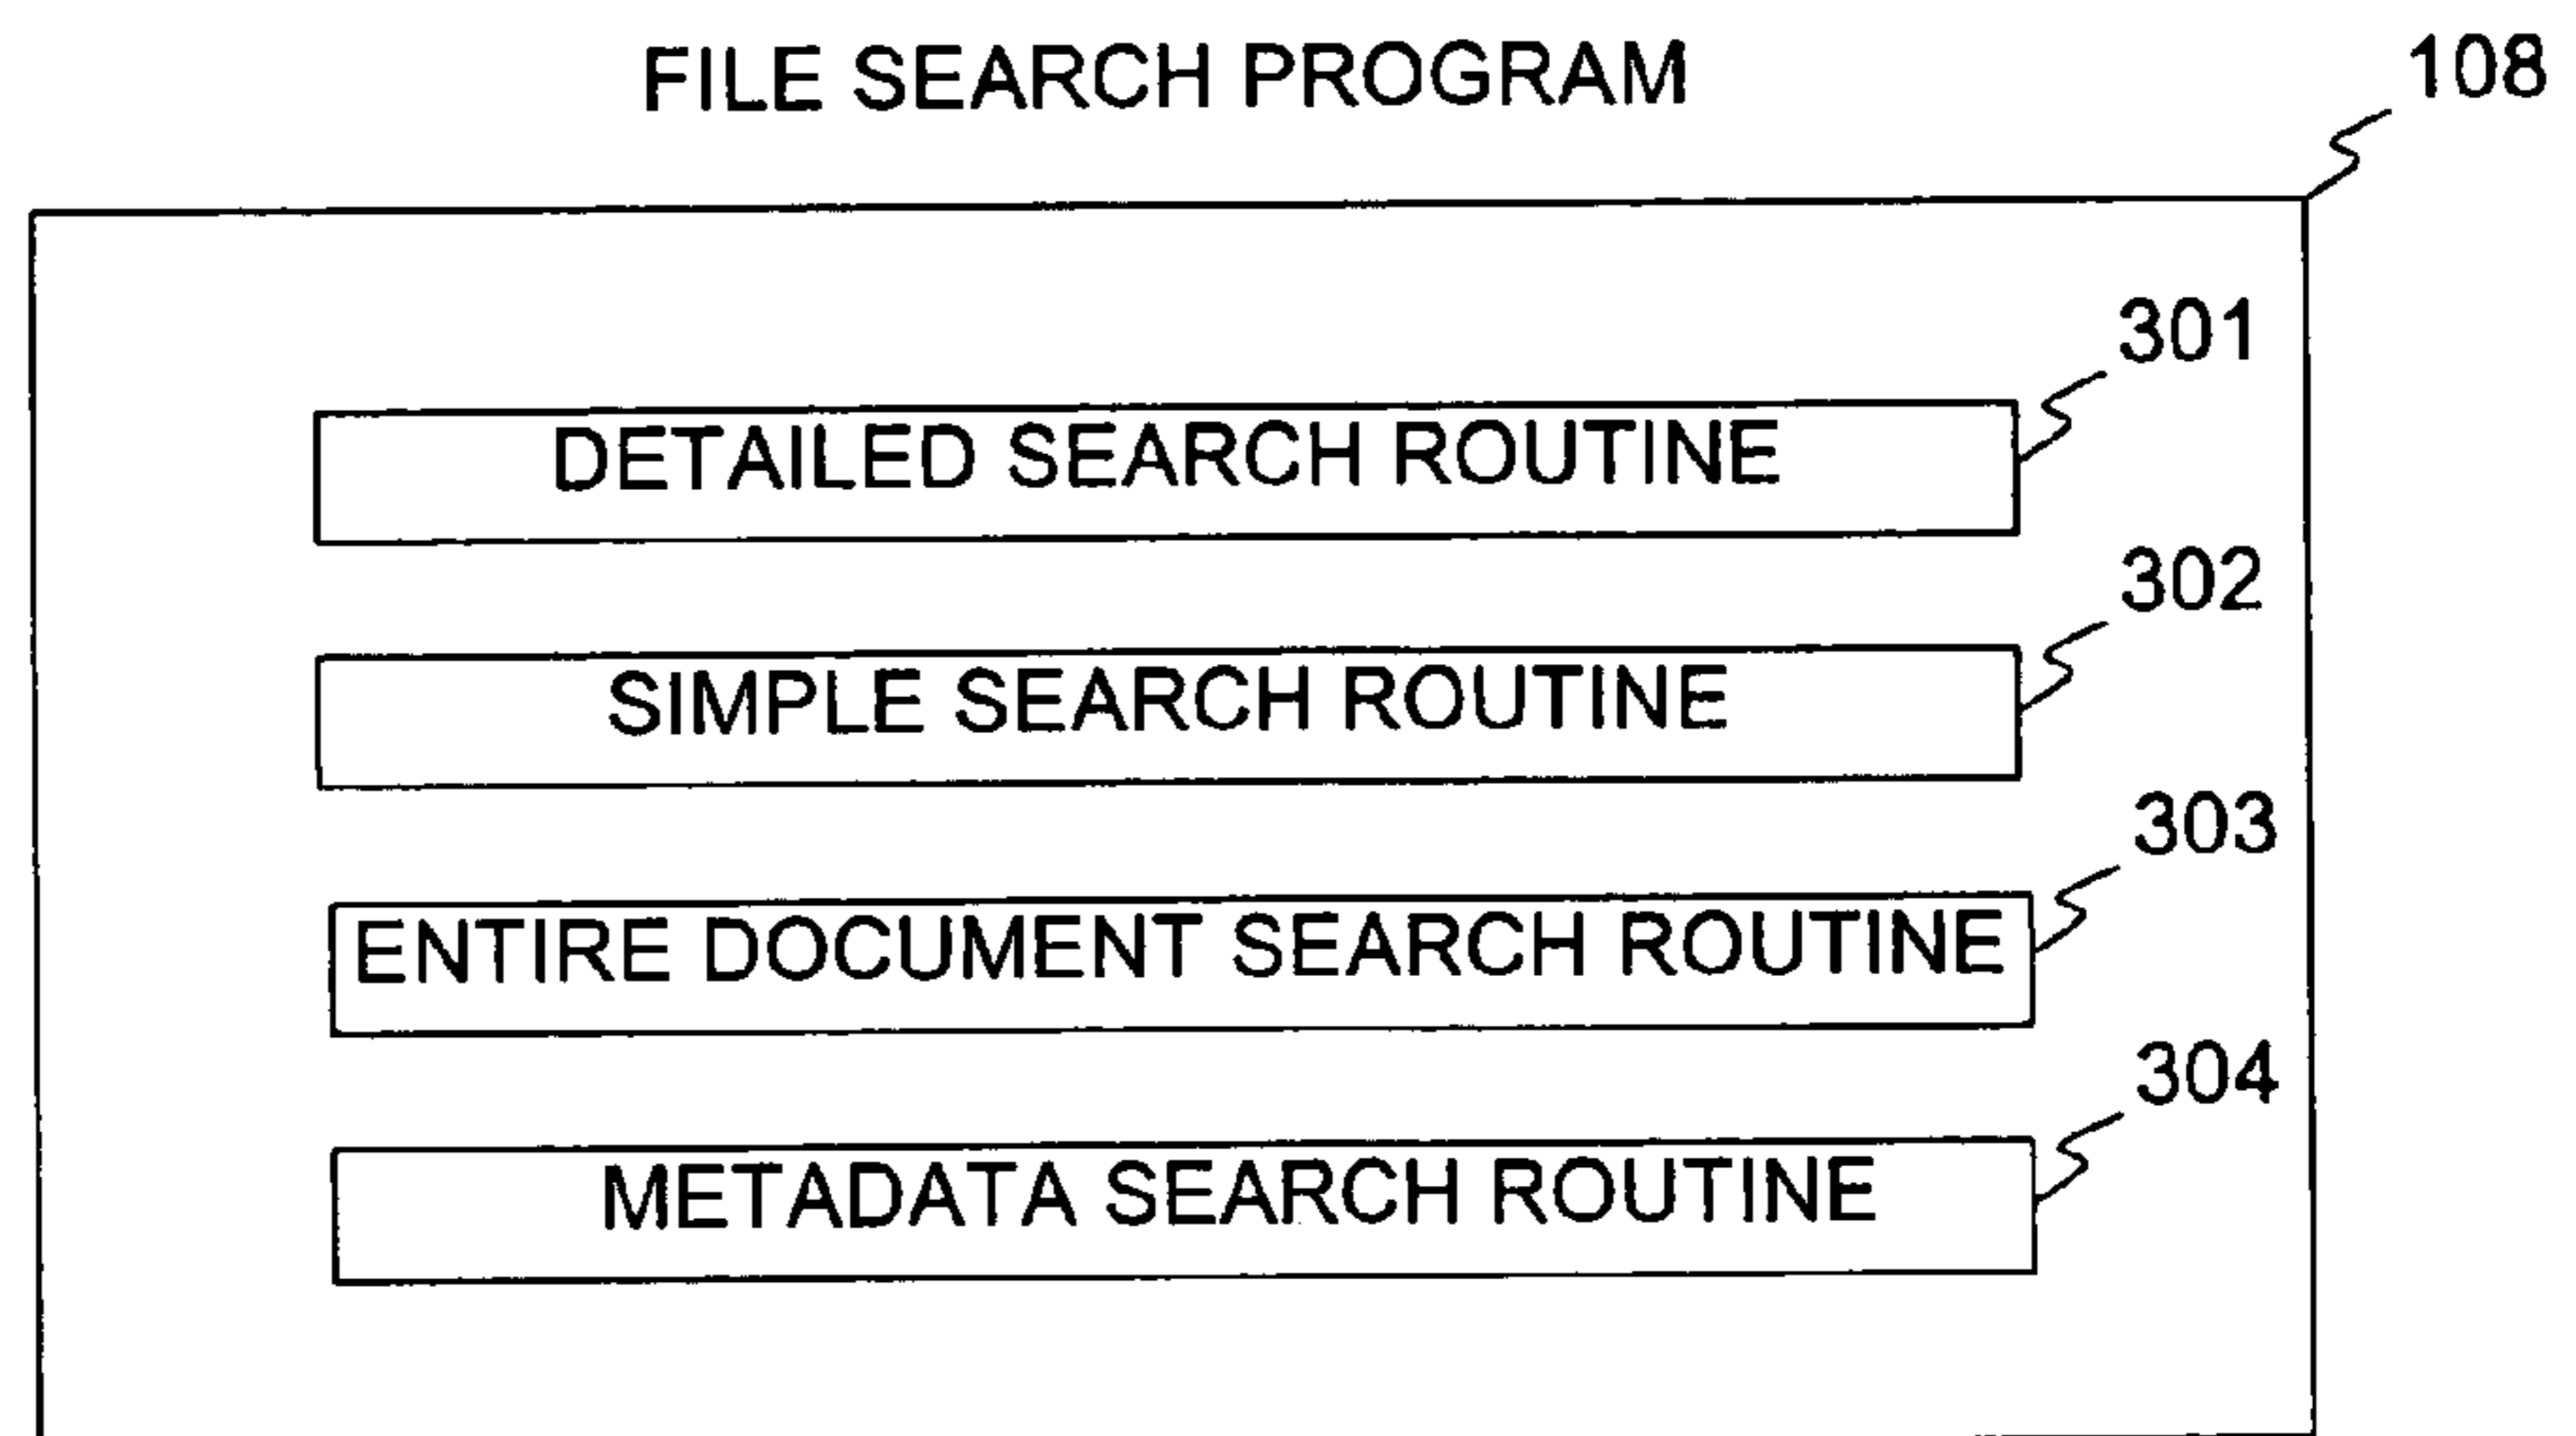 FILE SEARCH PROGRAM
108
301
DETAILED SEARCH ROUTINE
302
SIMPLE SEARCH ROUTINE
303
ENTIRE DOCUMENT SEARCH ROUTINE
304
METADATA SEARCH ROUTINE